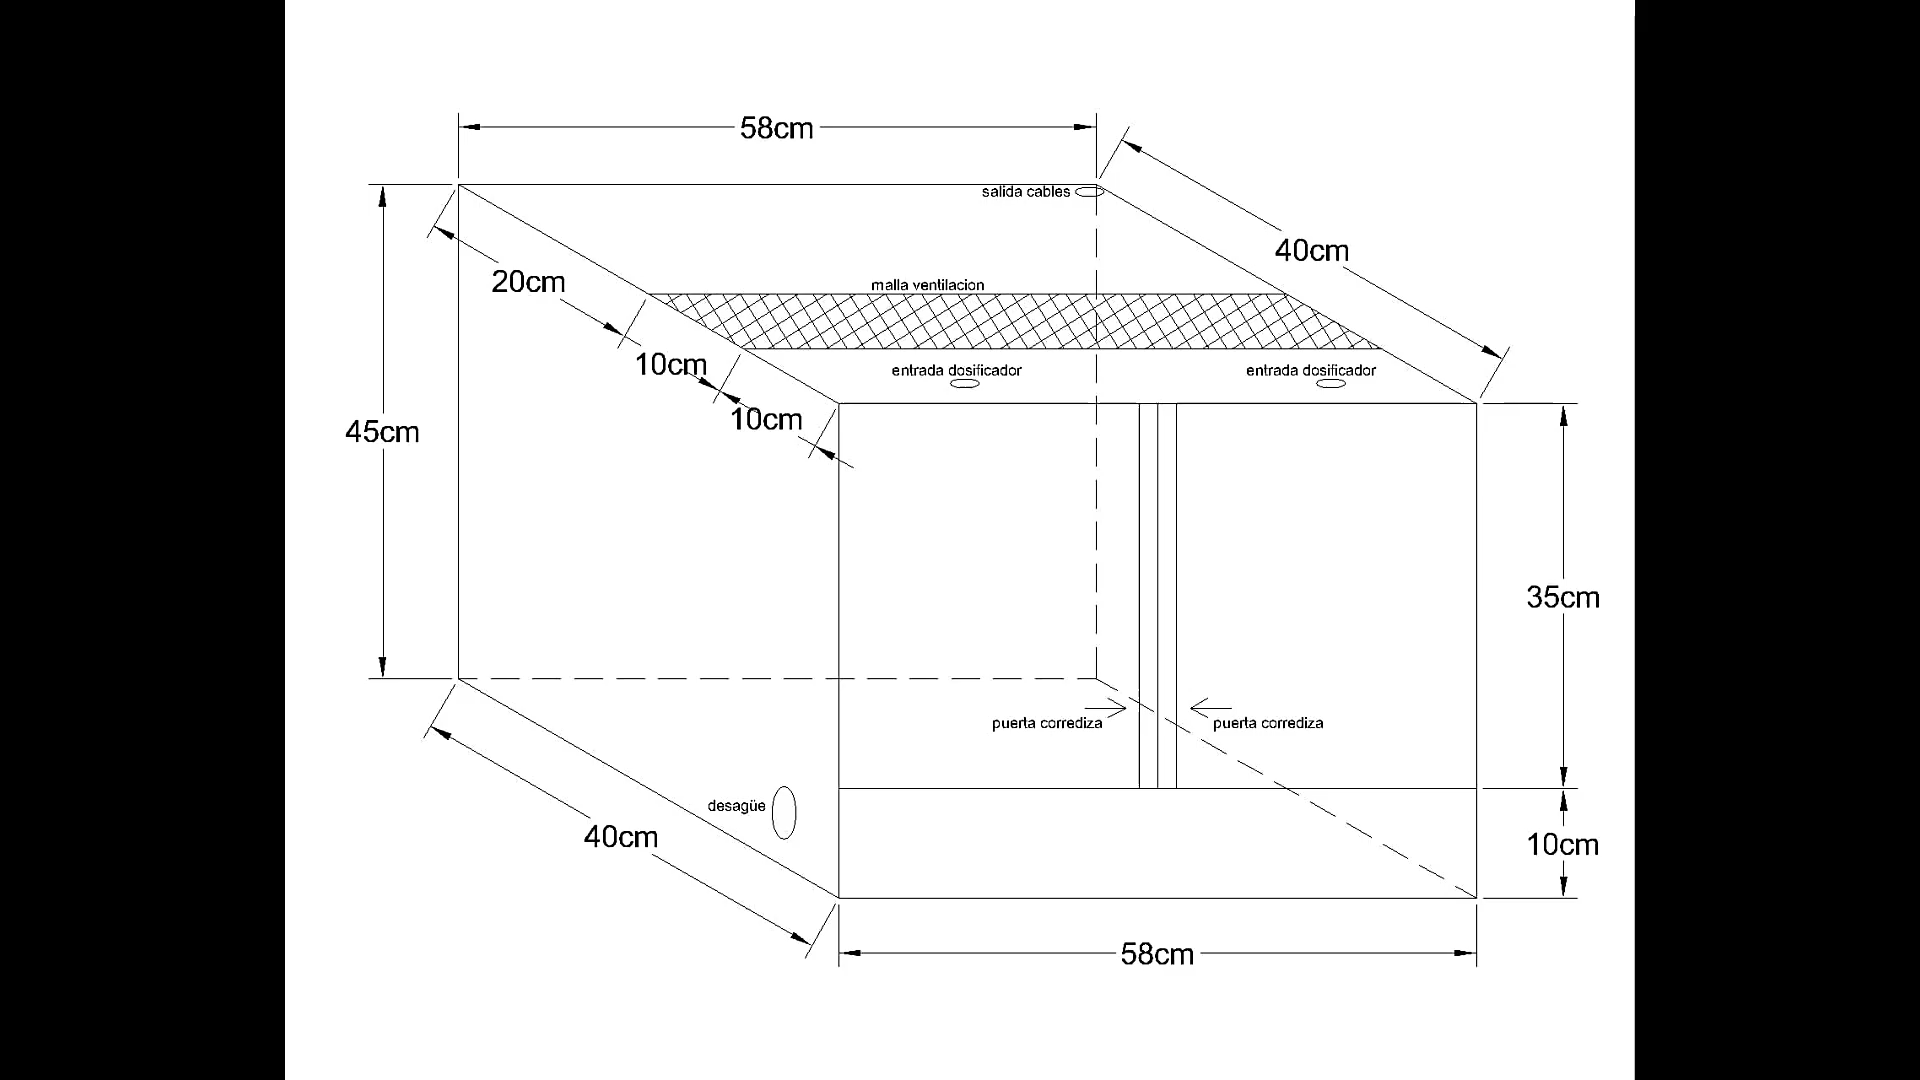 58cm
salida cables
40cm
20cm
malla ventilacion
10cm
entrada dosificador
entrada dosificador
10cm
45cm
35cm
puerta corrediza
puerta corrediza
desagüe
40cm
10cm
58cm